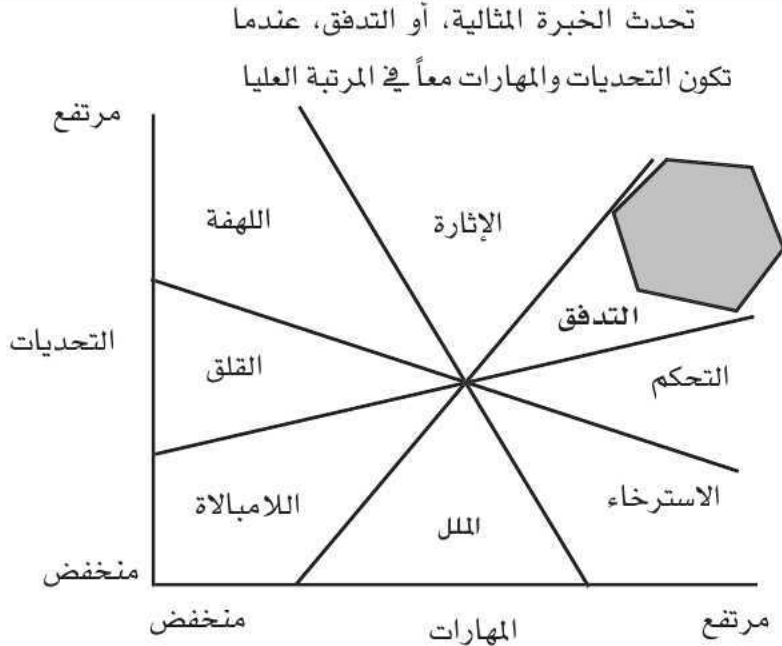 تحدث الخبرة المثالية، أو التدفق، عندما
تكون التحديات والمهارات معاً في المرتبة العليا
مرتفع
اللهفة
الإثارة
التدفق
التحديات
القلق
التحكم
اللامبالاة
الملل
الاسترخاء
منخفض
منخفض
المهارات
مرتفع